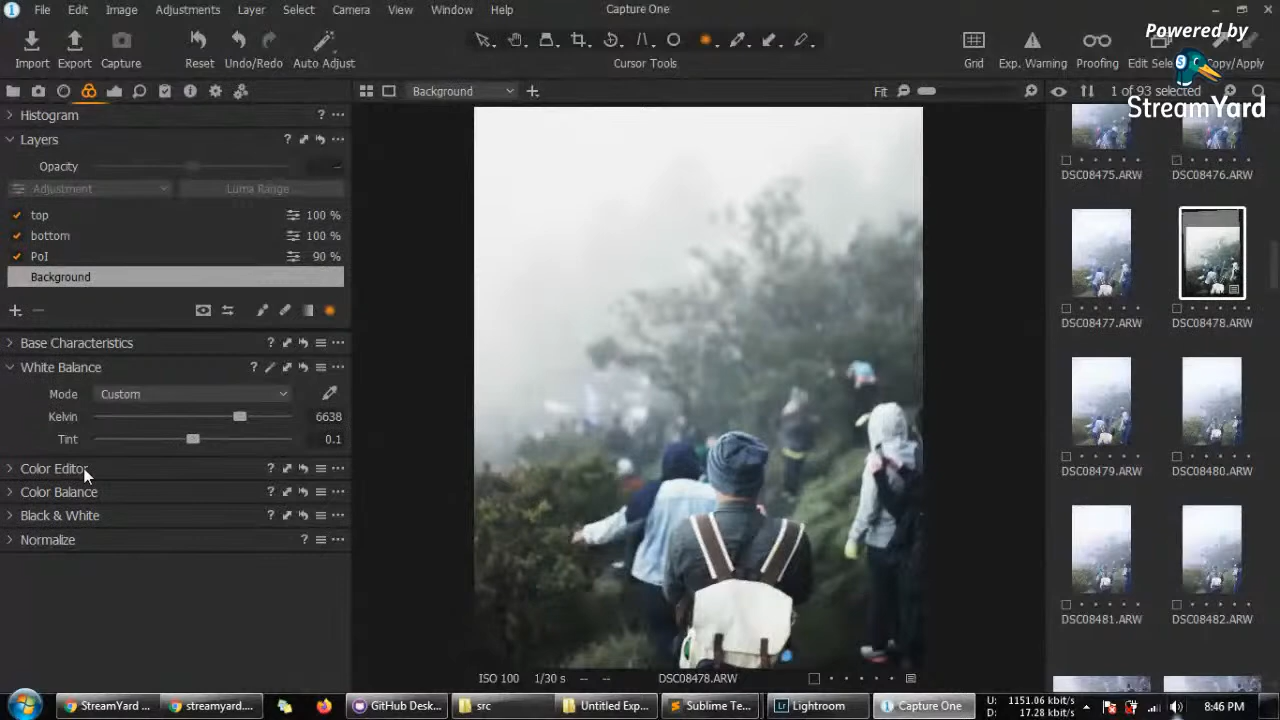 File Edit Image Adjustments Layer Select Camera View Window Help
Capture One
Powered by
StreamYard
Import Export Capture
Reset Undo/Redo Auto Adjust
Cursor Tools
Grid Exp. Warning Proofing Edit Sele Copy/Apply
Background
Fit
1 of 93 selected
Histogram
Layers
Opacity
Adjustment
Luma Range...
top 100 %
bottom 100 %
PoI 90 %
Background
Base Characteristics
White Balance
Mode Custom
Kelvin 6638
Tint 0.1
Color Editor
Color Balance
Black & White
Normalize
DSC08475.ARW DSC08476.ARW
DSC08477.ARW DSC08478.ARW
DSC08479.ARW DSC08480.ARW
DSC08481.ARW DSC08482.ARW
ISO 100 1/30 s -- -- DSC08478.ARW
StreamYard ... streamyard.... GitHub Desk... src Untitled Exp... Sublime Te... Lightroom Capture One
U: 1151.06 kbit/s
D: 17.28 kbit/s
8:46 PM